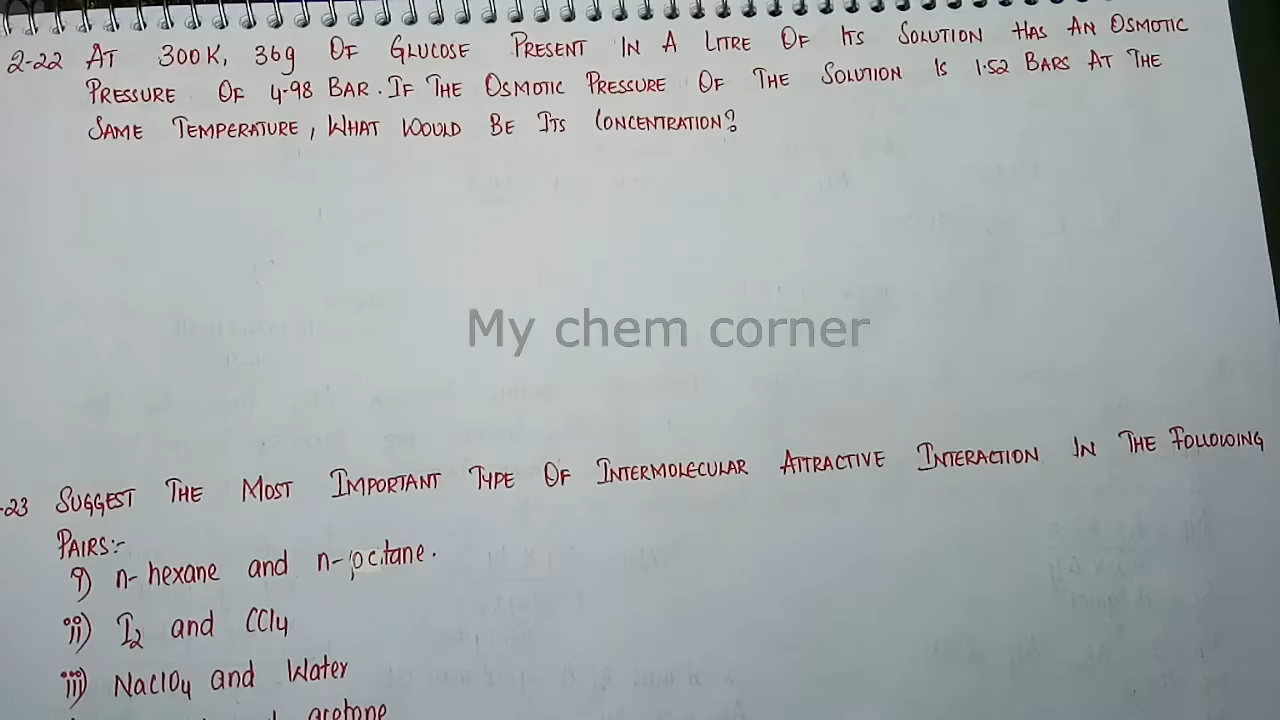 2.22 AT 300K, 36g OF GLUCOSE PRESENT IN A LITRE OF ITS SOLUTION HAS AN OSMOTIC
PRESSURE OF 4.98 BAR. IF THE OSMOTIC PRESSURE OF THE SOLUTION IS 1.52 BARS AT THE
SAME TEMPERATURE, WHAT WOULD BE ITS CONCENTRATION?
My chem corner
.23 SUGGEST THE MOST IMPORTANT TYPE OF INTERMOLECULAR ATTRACTIVE INTERACTION IN THE FOLLOWING
PAIRS:-
i) n-hexane and n-octane.
ii) I2 and CCl4
iii) NaClO4 and Water
acetone